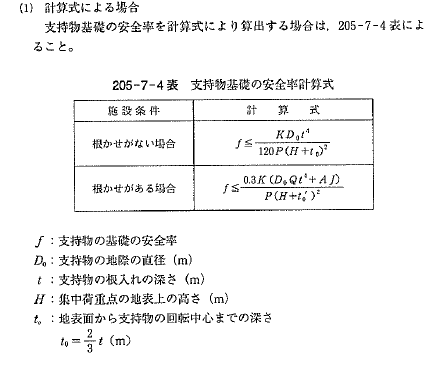 (1) 計算式による場合
支持物基礎の安全率を計算式により算出する場合は，205-7-4表によ
ること。
205-7-4表 支持物基礎の安全率計算式
施設条件 計算式
根かせがない場合 f≦KD₀t⁴/120P(H+t₀)²
根かせがある場合 f≦0.3K(D₀Qt⁴+AJ)/P(H+t₀′)²
f：支持物の基礎の安全率
D₀：支持物の地際の直径（m）
t：支持物の根入れの深さ（m）
H：集中荷重点の地表上の高さ（m）
t₀：地表面から支持物の回転中心までの深さ
t₀=2/3 t（m）